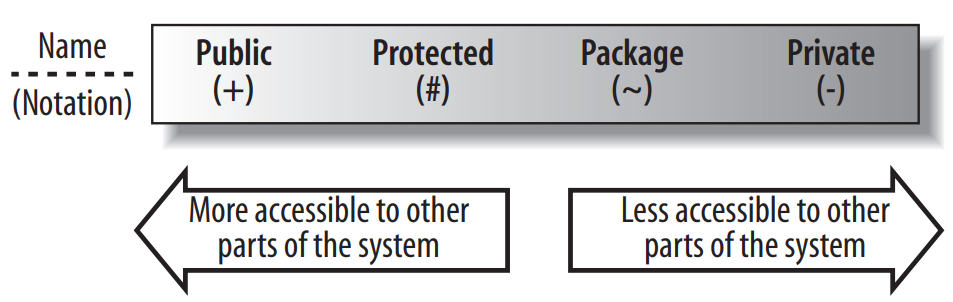 Name
(Notation)
Public Protected Package Private
(+) (#) (~) (-)
More accessible to other
parts of the system
Less accessible to other
parts of the system